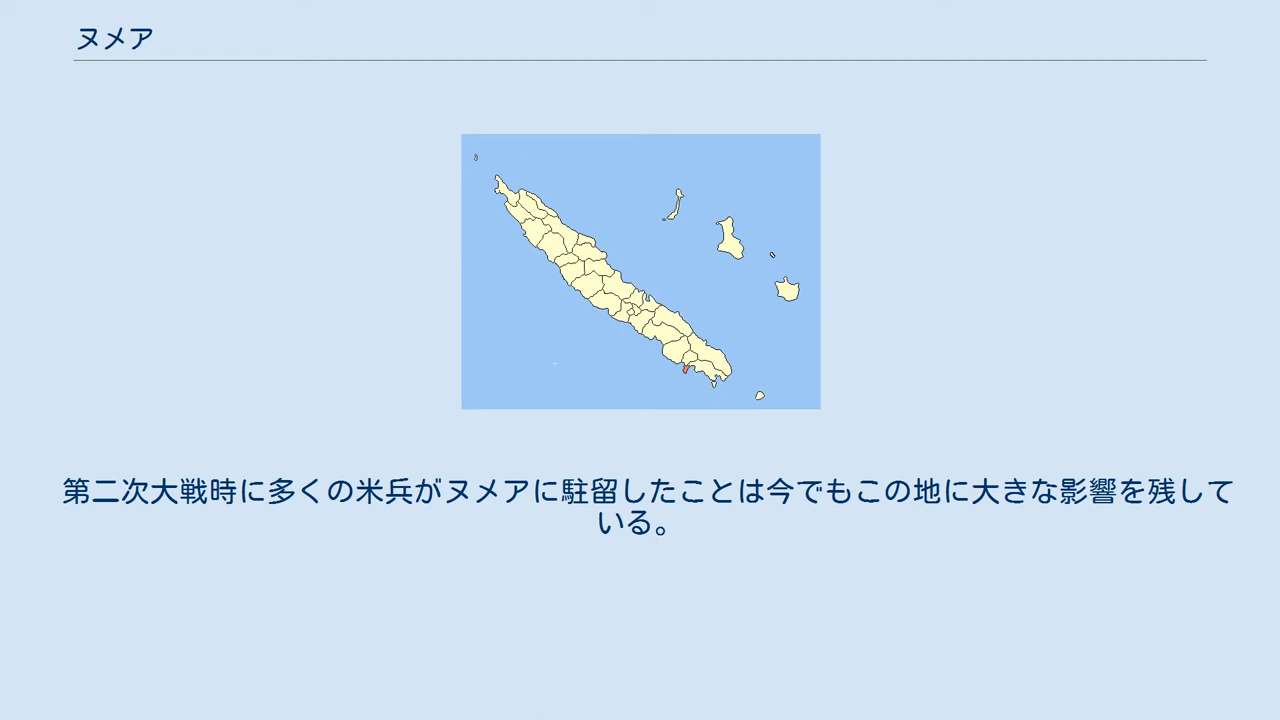 ヌメア
第二次大戦時に多くの米兵がヌメアに駐留したことは今でもこの地に大きな影響を残して
いる。